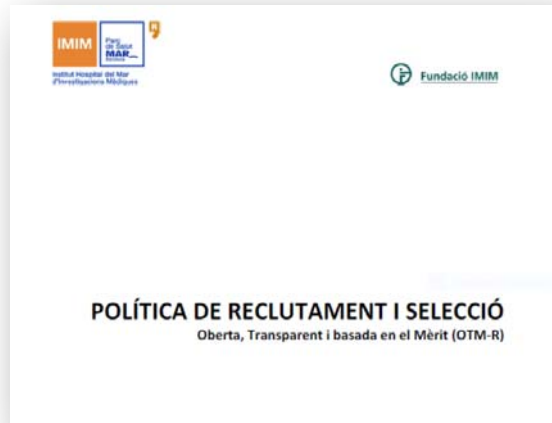 IMIM
Parc
de Salut
MAR
Institut Hospital del Mar
d'Investigacions Mèdiques
Fundació IMIM
POLÍTICA DE RECLUTAMENT I SELECCIÓ
Oberta, Transparent i basada en el Mèrit (OTM-R)